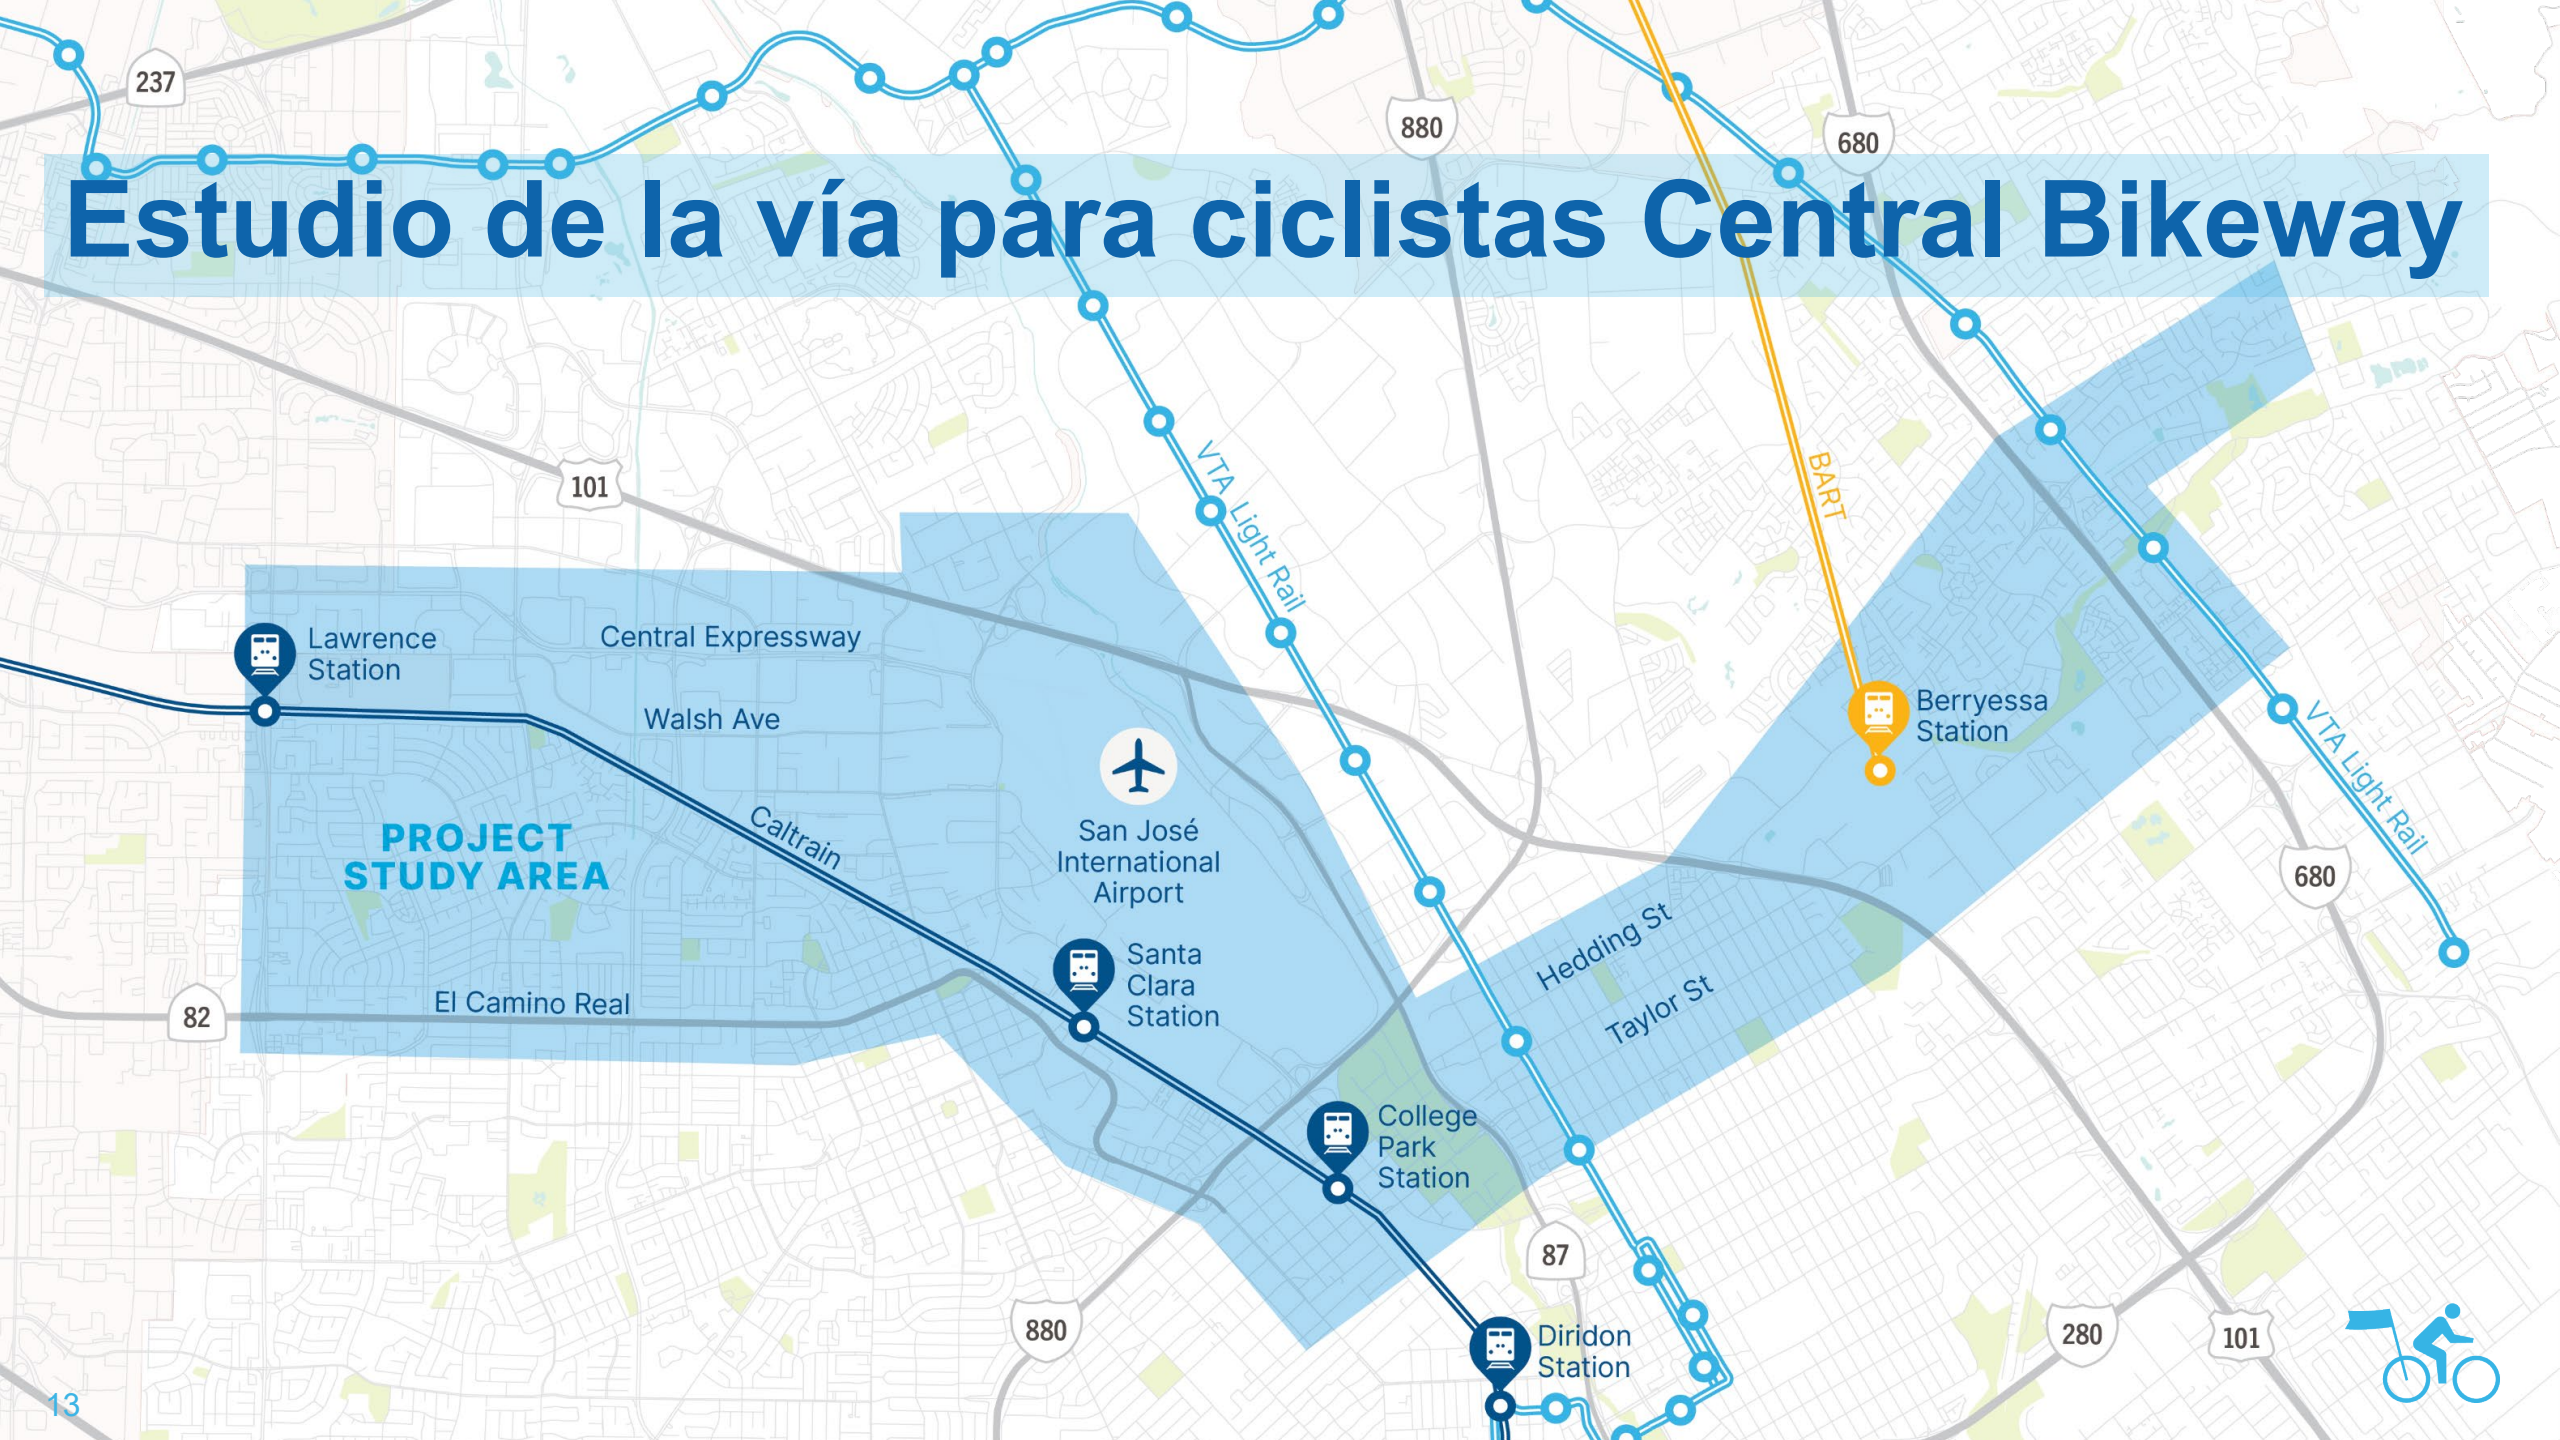 237
880
680
Estudio de la vía para ciclistas Central Bikeway
101
VTA Light Rail
BART
Lawrence
Station
Central Expressway
Walsh Ave
Berryessa
Station
VTA Light Rail
Caltrain
PROJECT
STUDY AREA
San José
International
Airport
680
Hedding St
Taylor St
Santa
Clara
Station
El Camino Real
82
College
Park
Station
87
880
Diridon
Station
280
101
13